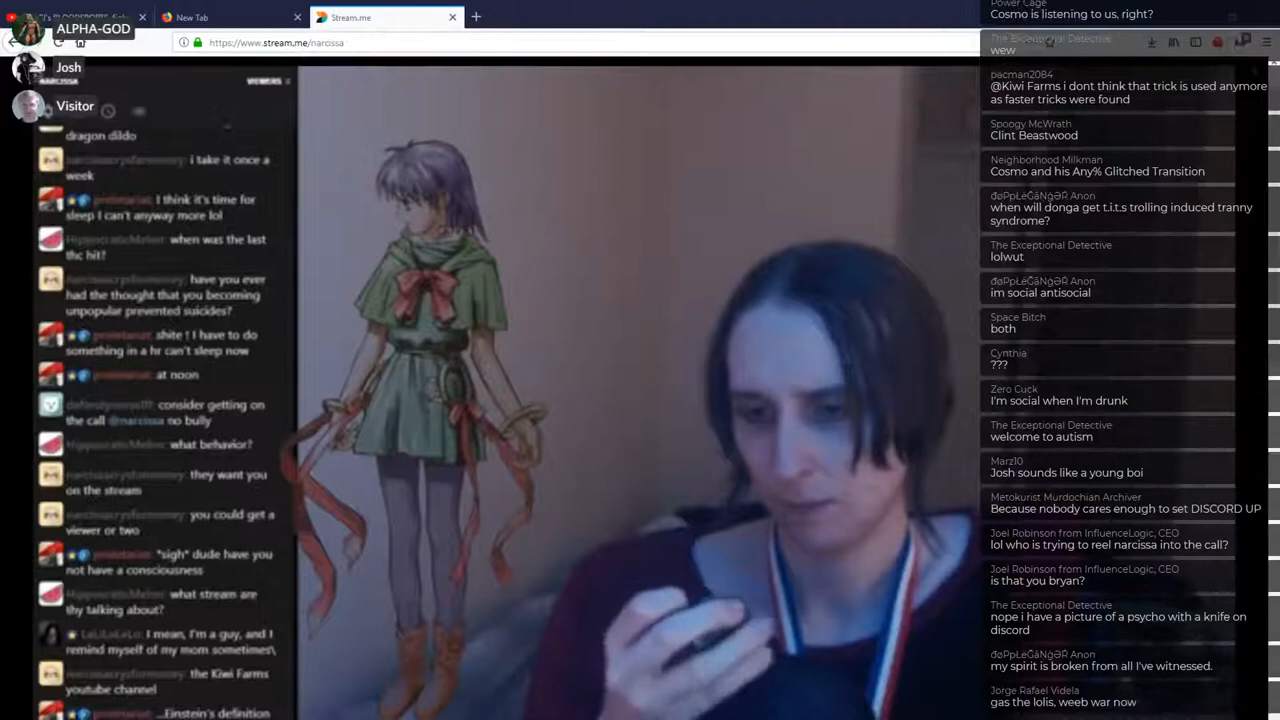 New Tab
Stream.me
https://www.stream.me/narcissa
ALPHA-GOD
Josh
Visitor
VIEWERS
dragon dildo
i take it once a
week
I think it's time for
sleep I can't anyway more lol
when was the last
thc hit?
have you ever
had the thought that you becoming
unpopular prevented suicides?
shite ! I have to do
something in a hr can't sleep now
at noon
consider getting on
the call @narcissa no bully
what behavior?
they want you
on the stream
you could get a
viewer or two
*sigh* dude have you
not have a consciousness
what stream are
thy talking about?
LaLiLuLeLo: I mean, I'm a guy, and I
remind myself of my mom sometimes\
the Kiwi Farms
youtube channel
...Einstein's definition
Power Cage
Cosmo is listening to us, right?
The Exceptional Detective
wew
pacman2084
@Kiwi Farms i dont think that trick is used anymore
as faster tricks were found
Spoogy McWrath
Clint Beastwood
Neighborhood Milkman
Cosmo and his Any% Glitched Transition
Anon
when will donga get t.i.t.s trolling induced tranny
syndrome?
The Exceptional Detective
lolwut
Anon
im social antisocial
Space Bitch
both
Cynthia
???
Zero Cuck
I'm social when I'm drunk
The Exceptional Detective
welcome to autism
Marz10
Josh sounds like a young boi
Metokurist Murdochian Archiver
Because nobody cares enough to set DISCORD UP
Joel Robinson from InfluenceLogic, CEO
lol who is trying to reel narcissa into the call?
Joel Robinson from InfluenceLogic, CEO
is that you bryan?
The Exceptional Detective
nope i have a picture of a psycho with a knife on
discord
Anon
my spirit is broken from all I've witnessed.
Jorge Rafael Videla
gas the lolis, weeb war now